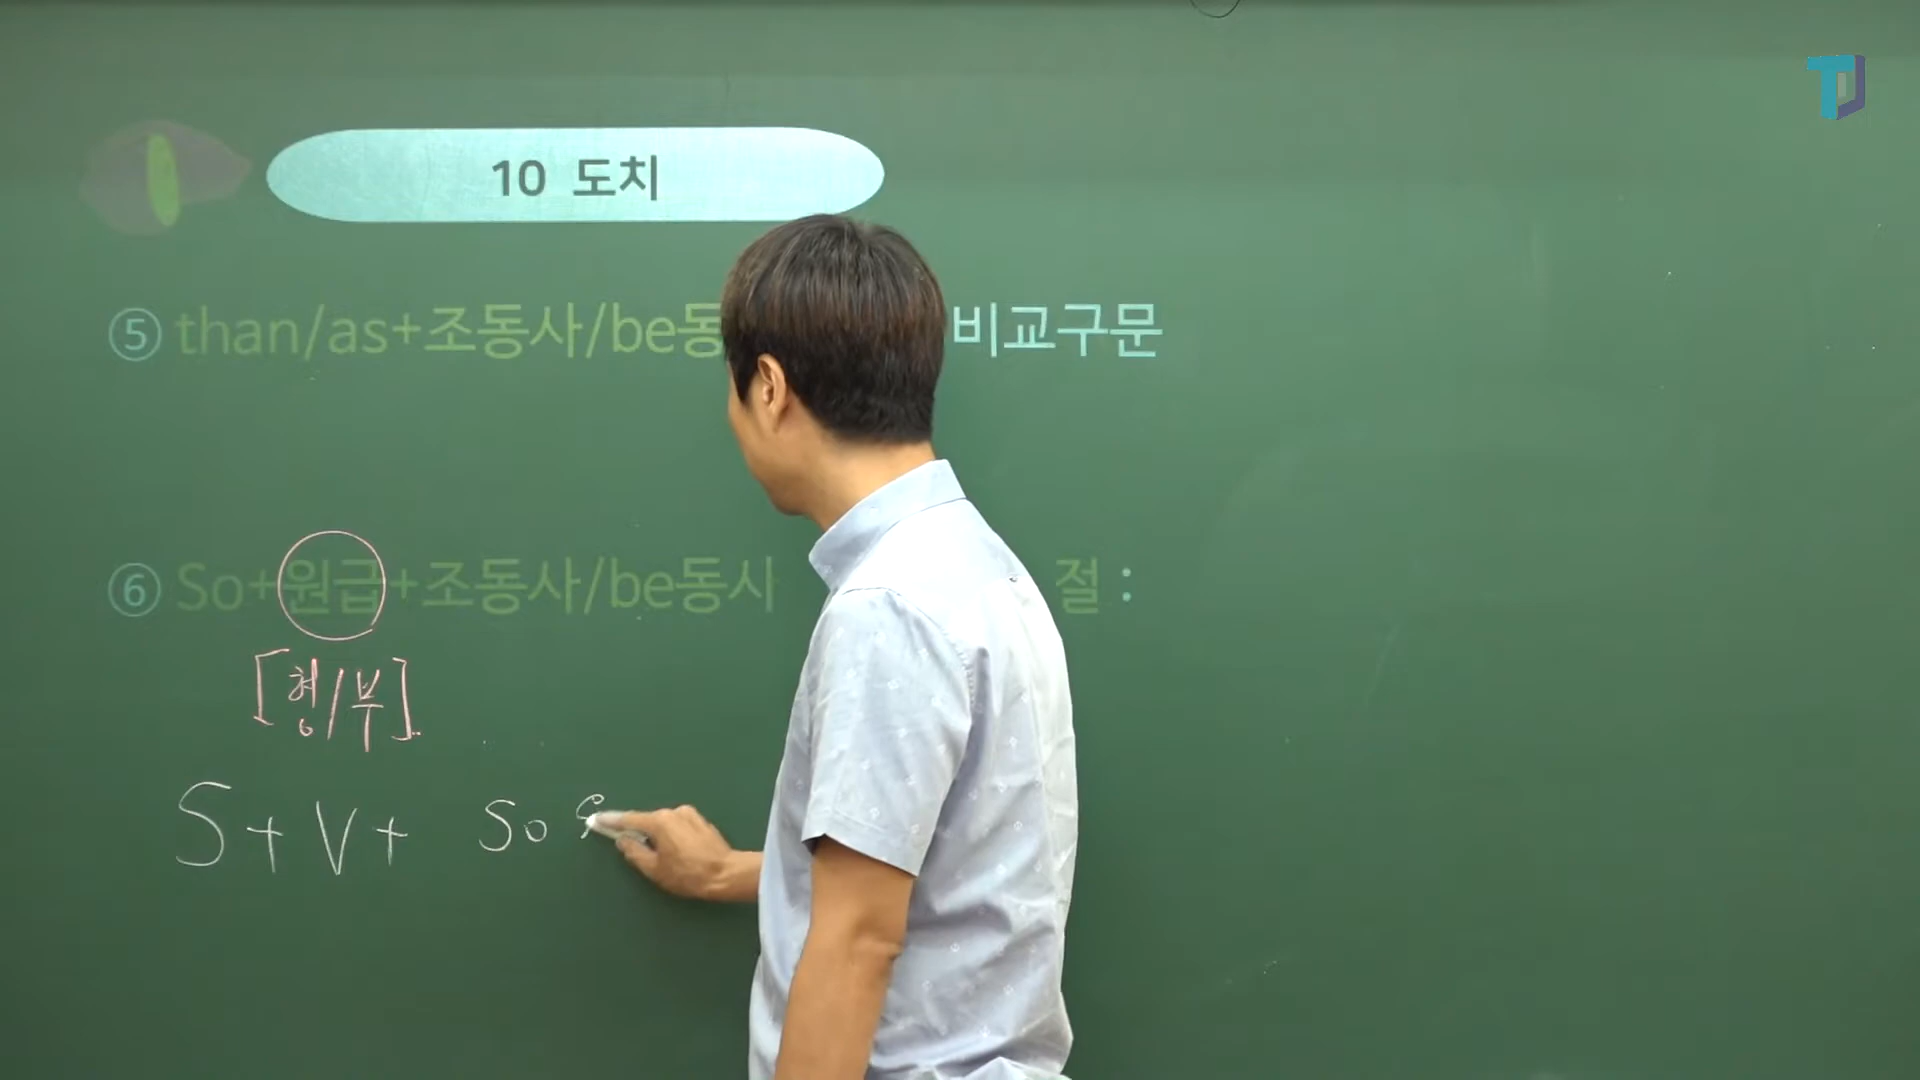 10 도치
⑤ than/as+조동사/be동 비교구문
⑥ So+원급+조동사/be동사 절 :
[형/부]
S+ V+ So